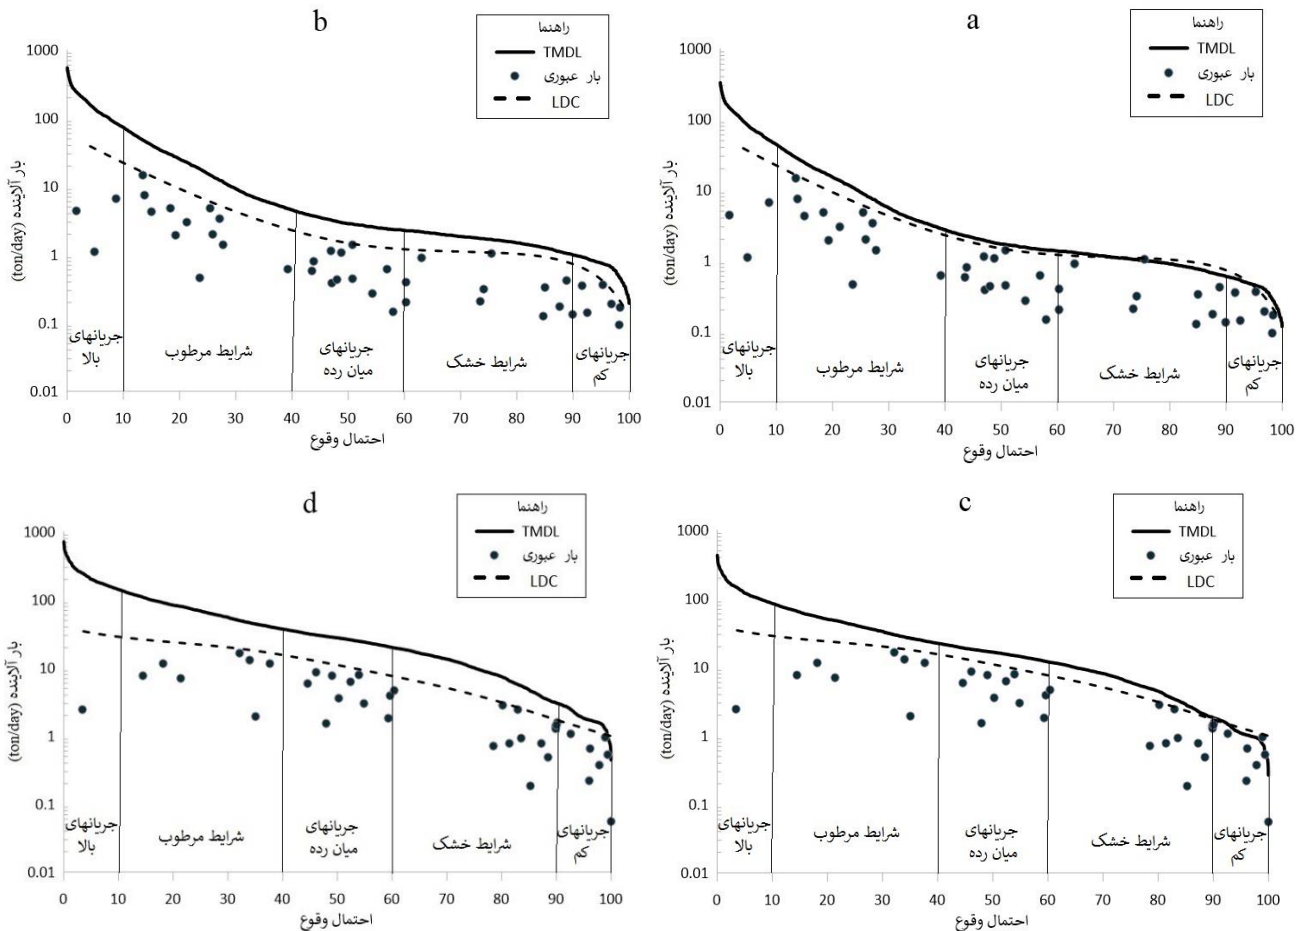 b
راهنما
TMDL
بار عبوری
LDC
بار آلاینده (ton/day)
1000
100
10
1
0.1
0.01
جریانهای
بالا
شرایط مرطوب
جریانهای
میان رده
شرایط خشک
جریانهای
کم
0 10 20 30 40 50 60 70 80 90 100
احتمال وقوع
a
راهنما
TMDL
بار عبوری
LDC
بار آلاینده (ton/day)
1000
100
10
1
0.1
0.01
جریانهای
بالا
شرایط مرطوب
جریانهای
میان رده
شرایط خشک
جریانهای
کم
0 10 20 30 40 50 60 70 80 90 100
احتمال وقوع
d
راهنما
TMDL
بار عبوری
LDC
بار آلاینده (ton/day)
1000
100
10
1
0.1
0.01
جریانهای
بالا
شرایط مرطوب
جریانهای
میان رده
شرایط خشک
جریانهای
کم
0 10 20 30 40 50 60 70 80 90 100
احتمال وقوع
c
راهنما
TMDL
بار عبوری
LDC
بار آلاینده (ton/day)
1000
100
10
1
0.1
0.01
جریانهای
بالا
شرایط مرطوب
جریانهای
میان رده
شرایط خشک
جریانهای
کم
0 10 20 30 40 50 60 70 80 90 100
احتمال وقوع